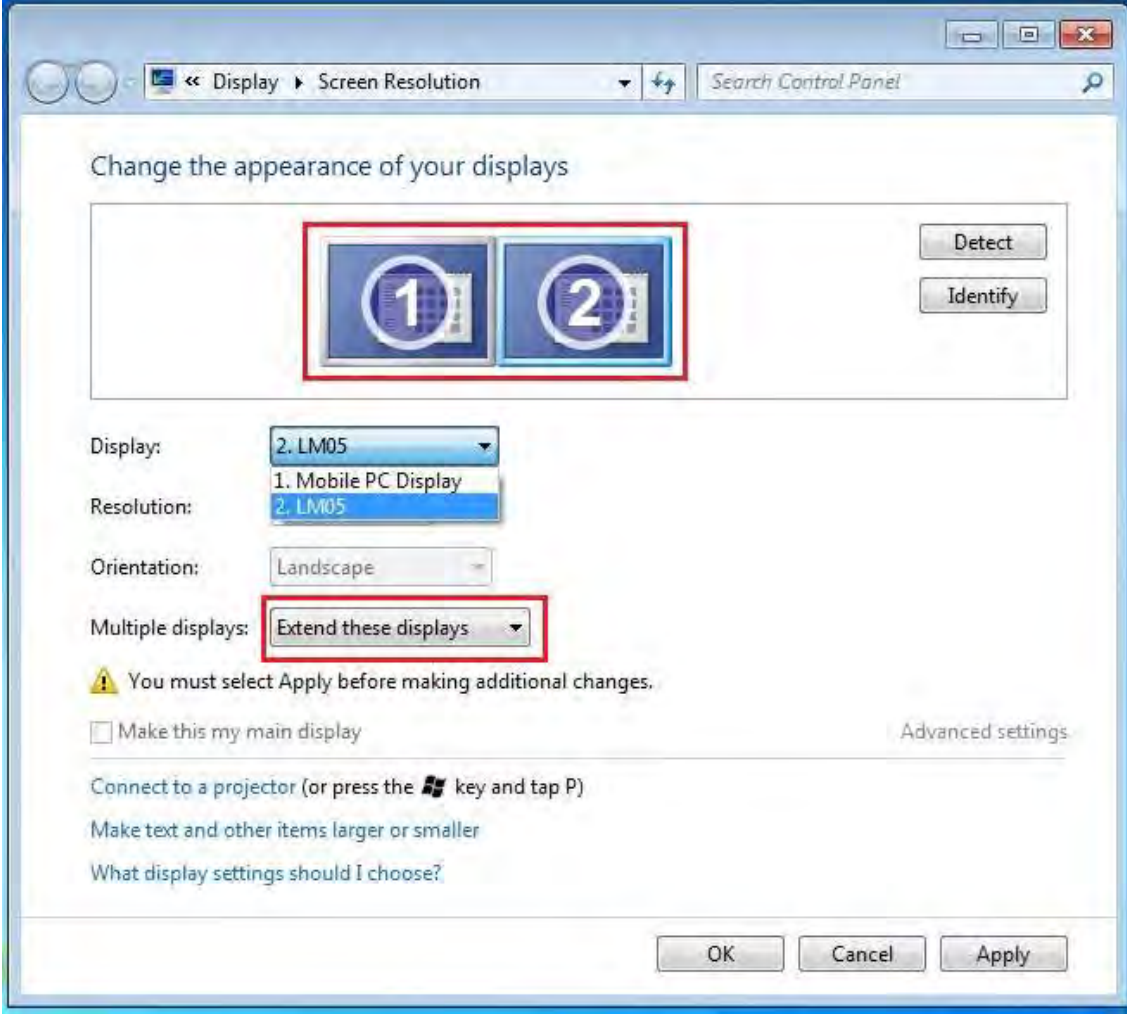 « Display ▸ Screen Resolution
Search Control Panel
Change the appearance of your displays
1
2
Detect
Identify
Display:
2. LM05
1. Mobile PC Display
2. LM05
Resolution:
Orientation:
Landscape
Multiple displays:
Extend these displays
You must select Apply before making additional changes.
Make this my main display
Advanced settings
Connect to a projector (or press the key and tap P)
Make text and other items larger or smaller
What display settings should I choose?
OK
Cancel
Apply